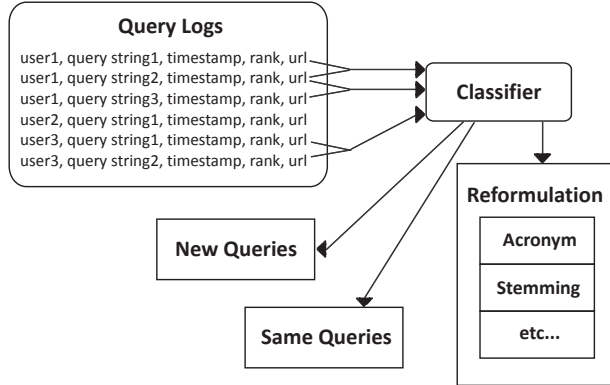 Query Logs
user1, query string1, timestamp, rank, url
user1, query string2, timestamp, rank, url
user1, query string3, timestamp, rank, url
user2, query string1, timestamp, rank, url
user3, query string1, timestamp, rank, url
user3, query string2, timestamp, rank, url
Classifier
Reformulation
Acronym
Stemming
etc...
New Queries
Same Queries